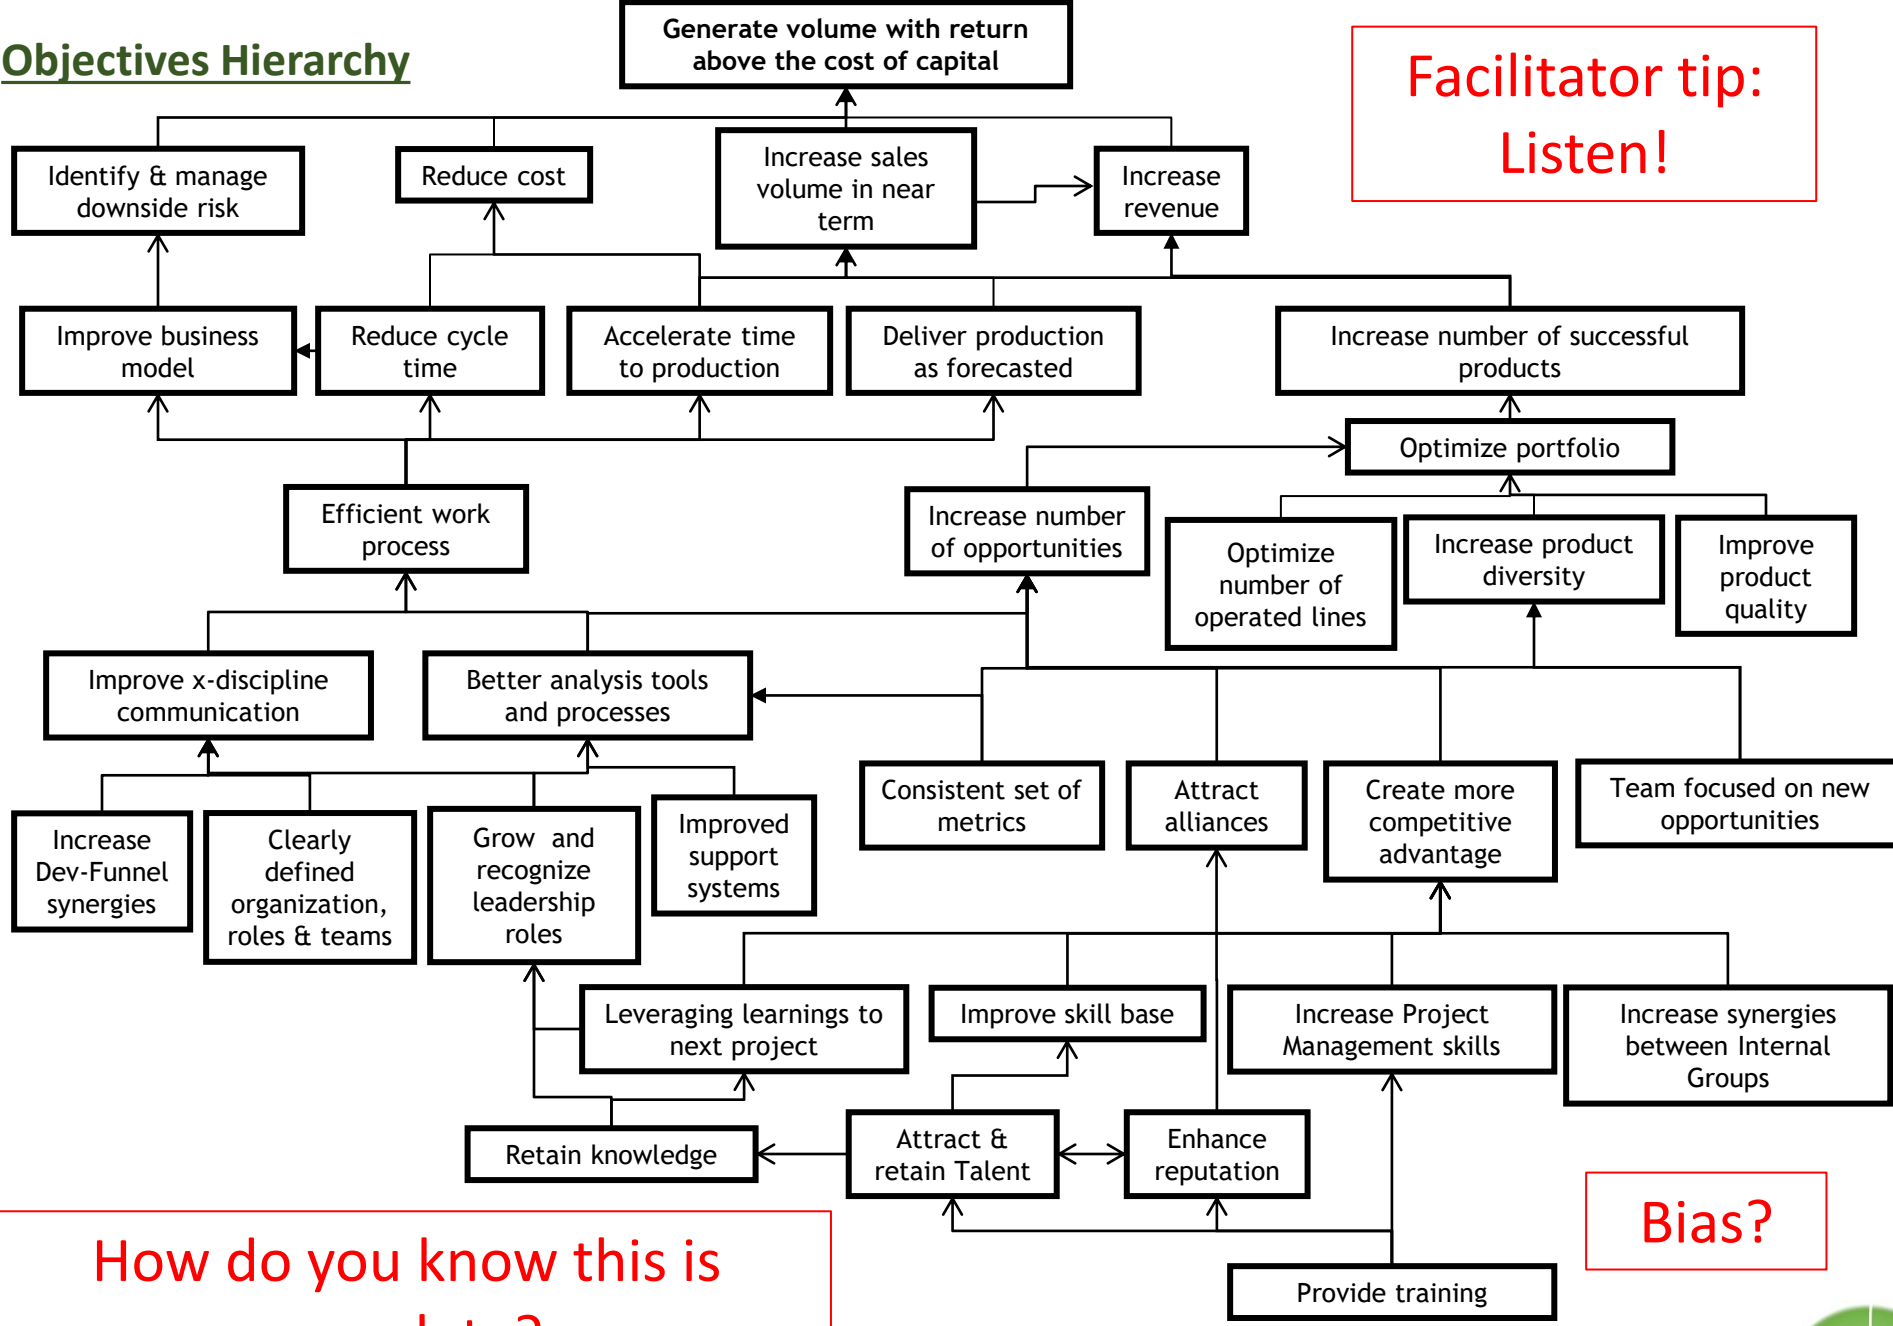 Objectives Hierarchy
Generate volume with return
above the cost of capital
Facilitator tip:
Listen!
Identify & manage
downside risk
Reduce cost
Increase sales
volume in near
term
Increase
revenue
Improve business
model
Reduce cycle
time
Accelerate time
to production
Deliver production
as forecasted
Increase number of successful
products
Optimize portfolio
Efficient work
process
Increase number
of opportunities
Optimize
number of
operated lines
Increase product
diversity
Improve
product
quality
Improve x-discipline
communication
Better analysis tools
and processes
Consistent set of
metrics
Attract
alliances
Create more
competitive
advantage
Team focused on new
opportunities
Increase
Dev-Funnel
synergies
Clearly
defined
organization,
roles & teams
Grow and
recognize
leadership
roles
Improved
support
systems
Leveraging learnings to
next project
Improve skill base
Increase Project
Management skills
Increase synergies
between Internal
Groups
Retain knowledge
Attract &
retain Talent
Enhance
reputation
Provide training
Bias?
How do you know this is